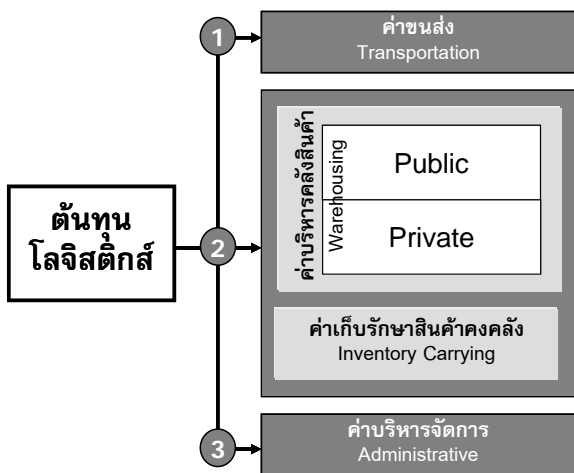 ต้นทุน
โลจิสติกส์
1
ค่าขนส่ง
Transportation
2
ค่าบริหารคลังสินค้า
Warehousing
Public
Private
ค่าเก็บรักษาสินค้าคงคลัง
Inventory Carrying
3
ค่าบริหารจัดการ
Administrative